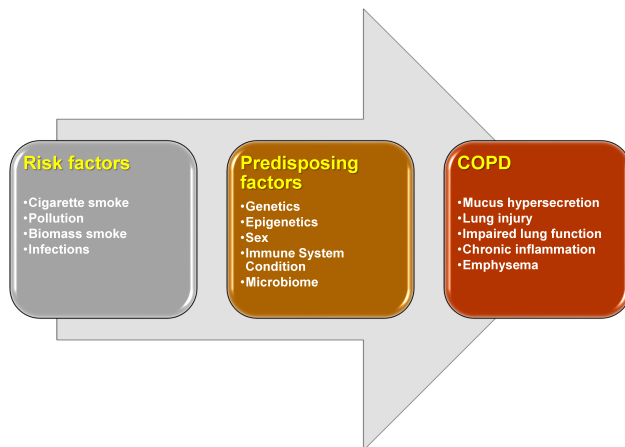 Risk factors
•Cigarette smoke
•Pollution
•Biomass smoke
•Infections
Predisposing
factors
•Genetics
•Epigenetics
•Sex
•Immune System
Condition
•Microbiome
COPD
•Mucus hypersecretion
•Lung injury
•Impaired lung function
•Chronic inflammation
•Emphysema